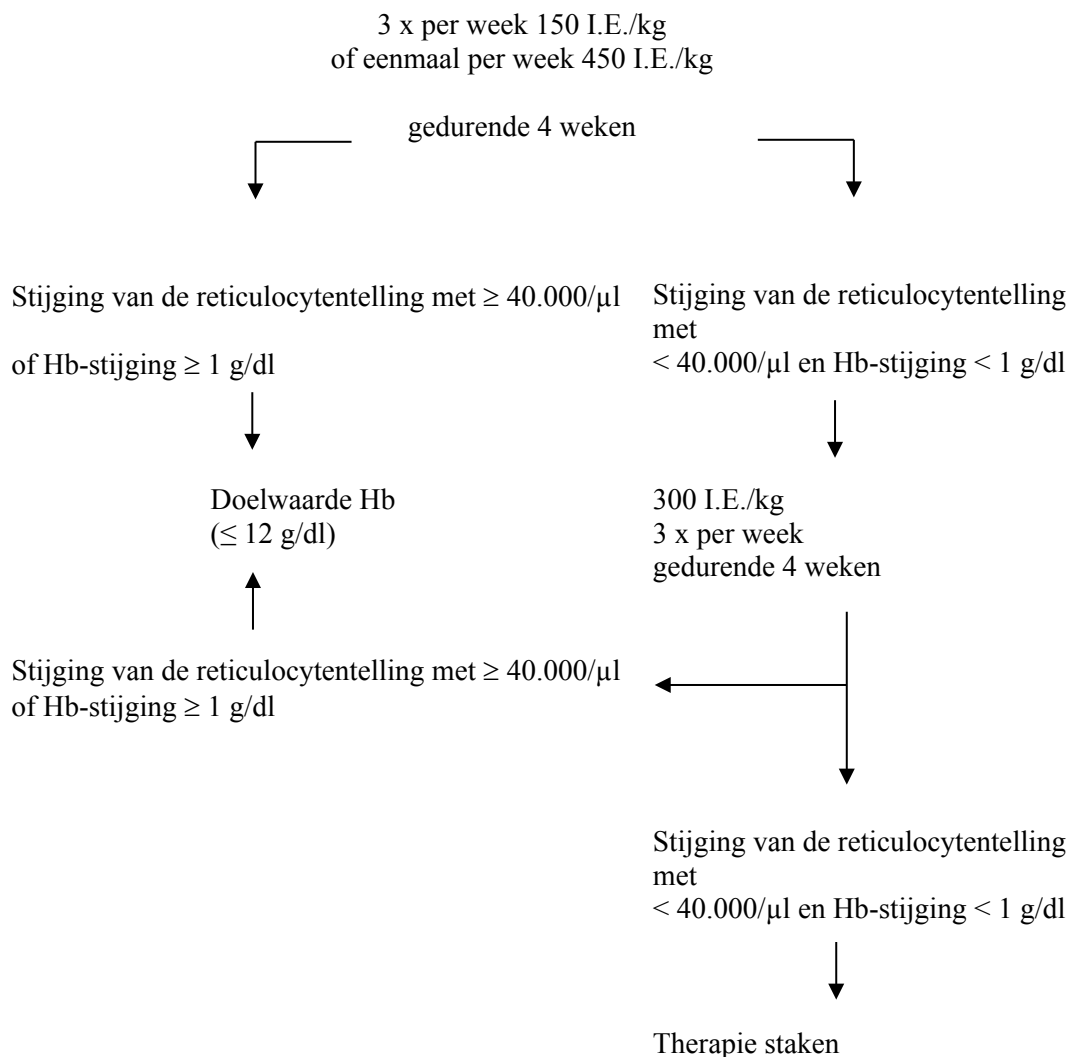 3 x per week 150 I.E./kg
of eenmaal per week 450 I.E./kg
gedurende 4 weken
Stijging van de reticulocytentelling met ≥ 40.000/µl
of Hb-stijging ≥ 1 g/dl
Stijging van de reticulocytentelling
met
< 40.000/µl en Hb-stijging < 1 g/dl
Doelwaarde Hb
(≤ 12 g/dl)
300 I.E./kg
3 x per week
gedurende 4 weken
Stijging van de reticulocytentelling met ≥ 40.000/µl
of Hb-stijging ≥ 1 g/dl
Stijging van de reticulocytentelling
met
< 40.000/µl en Hb-stijging < 1 g/dl
Therapie staken